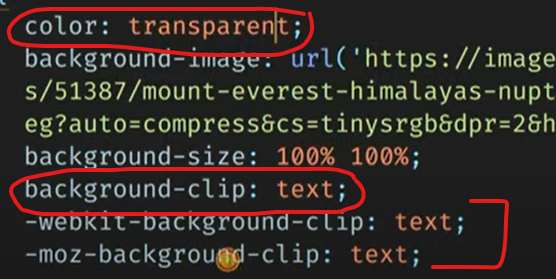 color: transparent;
background-image: url('https://image
s/51387/mount-everest-himalayas-nupt
eg?auto=compress&cs=tinysrgb&dpr=2&h
background-size: 100% 100%;
background-clip: text;
-webkit-background-clip: text;
-moz-background-clip: text;